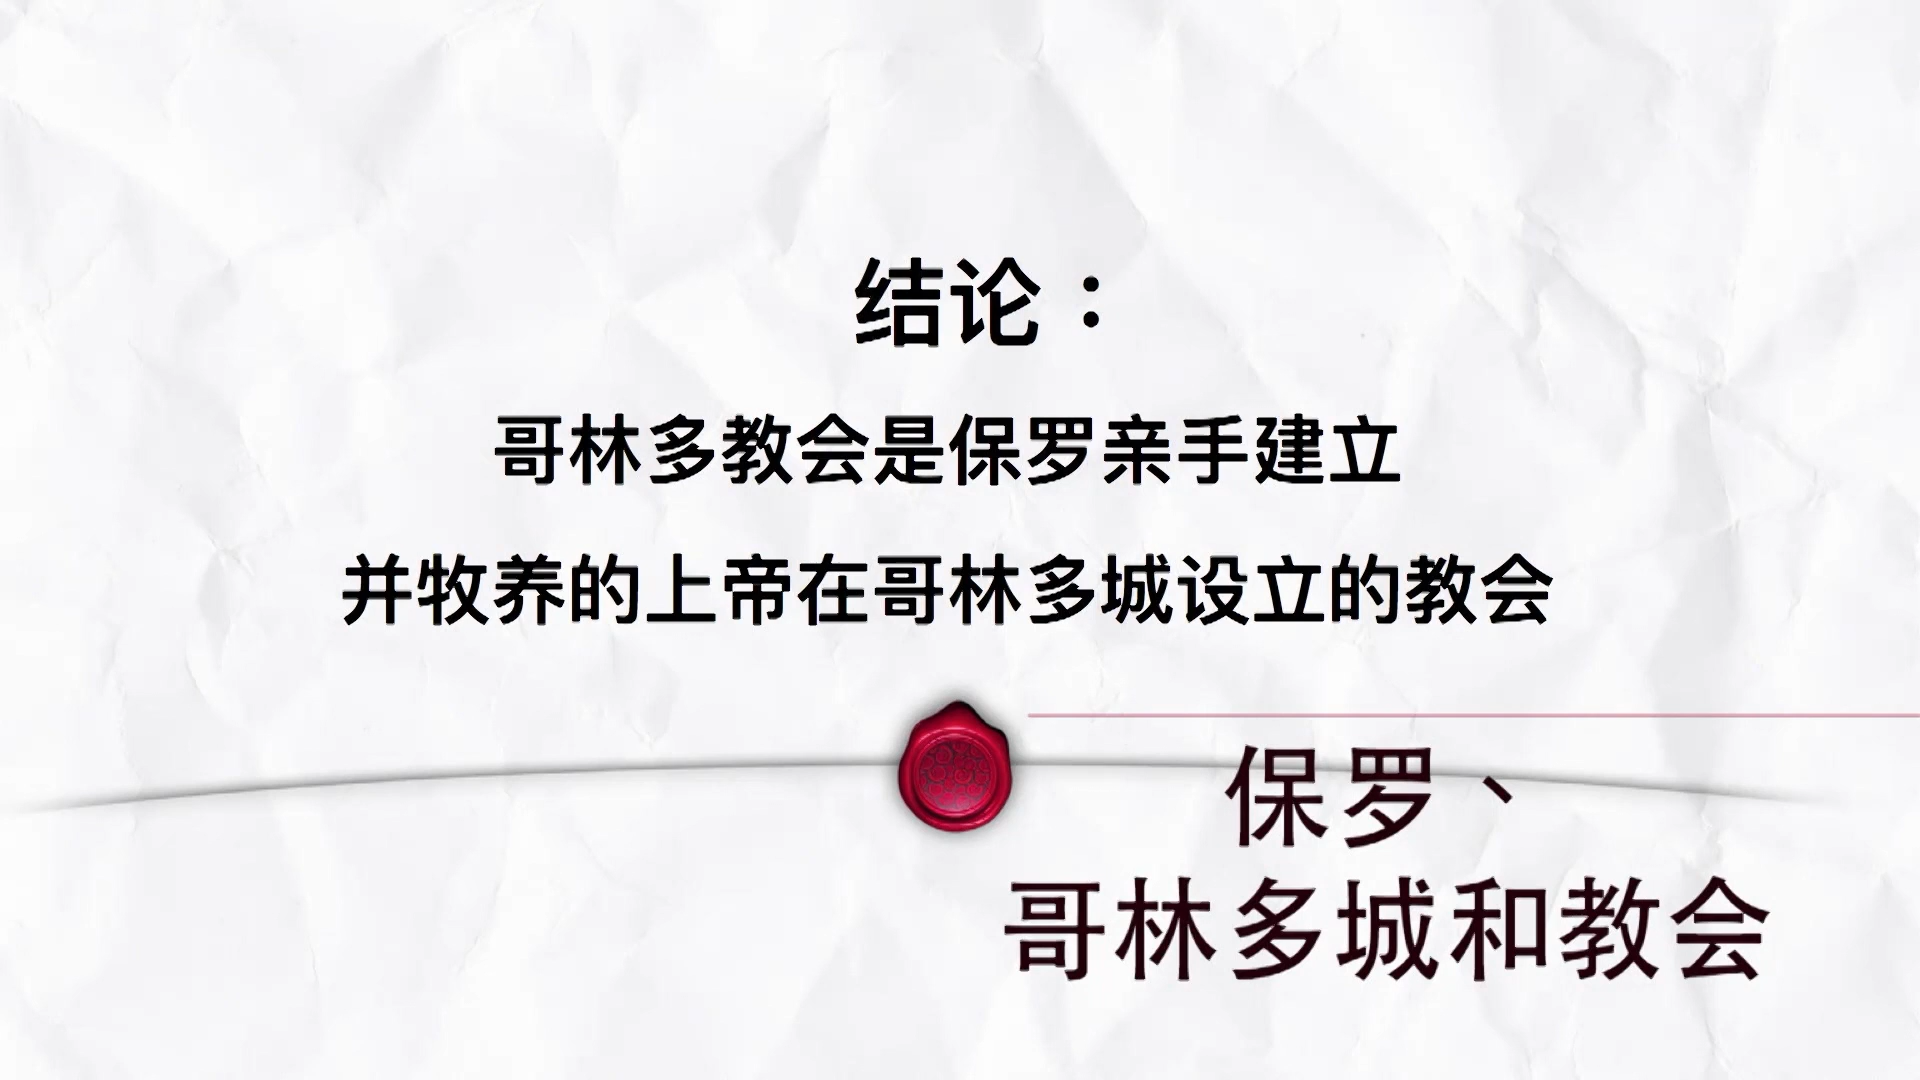 结论：
哥林多教会是保罗亲手建立
并牧养的上帝在哥林多城设立的教会
保罗、
哥林多城和教会